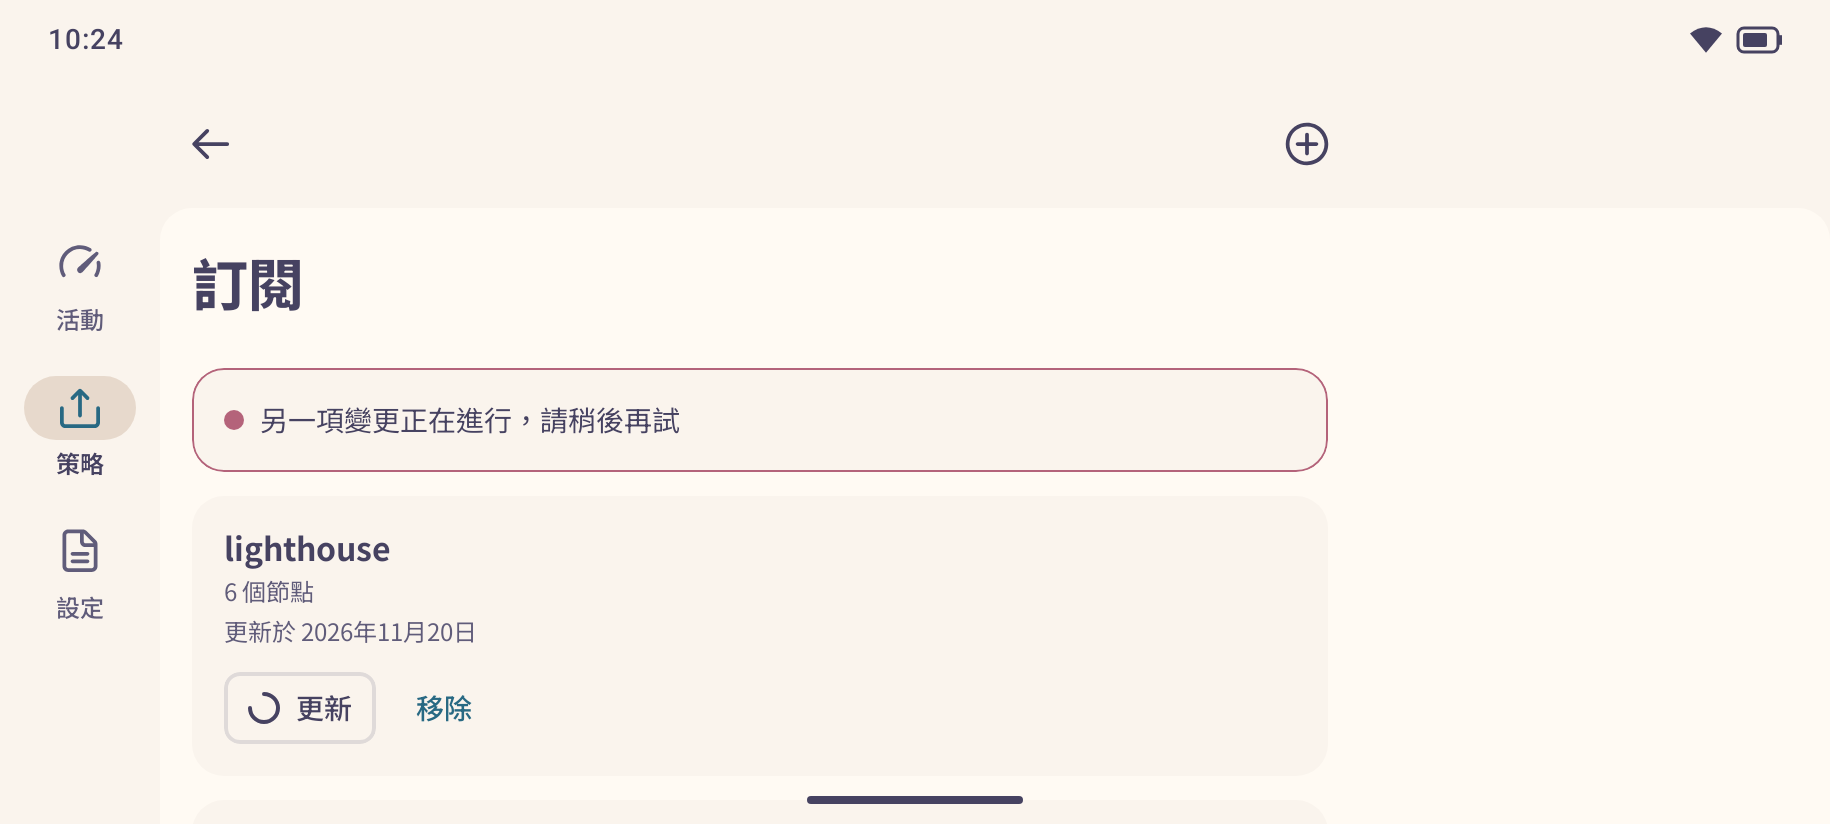 10:24
訂閱
活動
策略
設定
另一項變更正在進行，請稍後再試
lighthouse
6 個節點
更新於 2026年11月20日
更新
移除